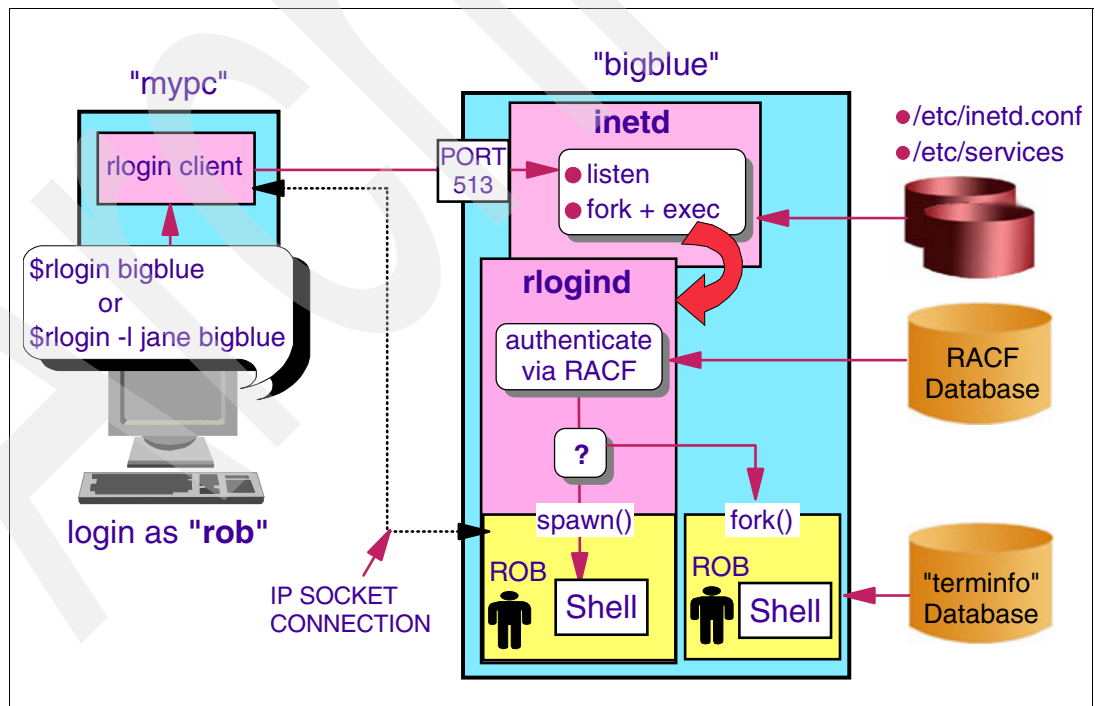 "mypc"
rlogin client
$rlogin bigblue
or
$rlogin -l jane bigblue
login as "rob"
IP SOCKET
CONNECTION
"bigblue"
PORT
513
inetd
listen
fork + exec
rlogind
authenticate
via RACF
?
spawn()
fork()
ROB
Shell
ROB
Shell
/etc/inetd.conf
/etc/services
RACF
Database
"terminfo"
Database